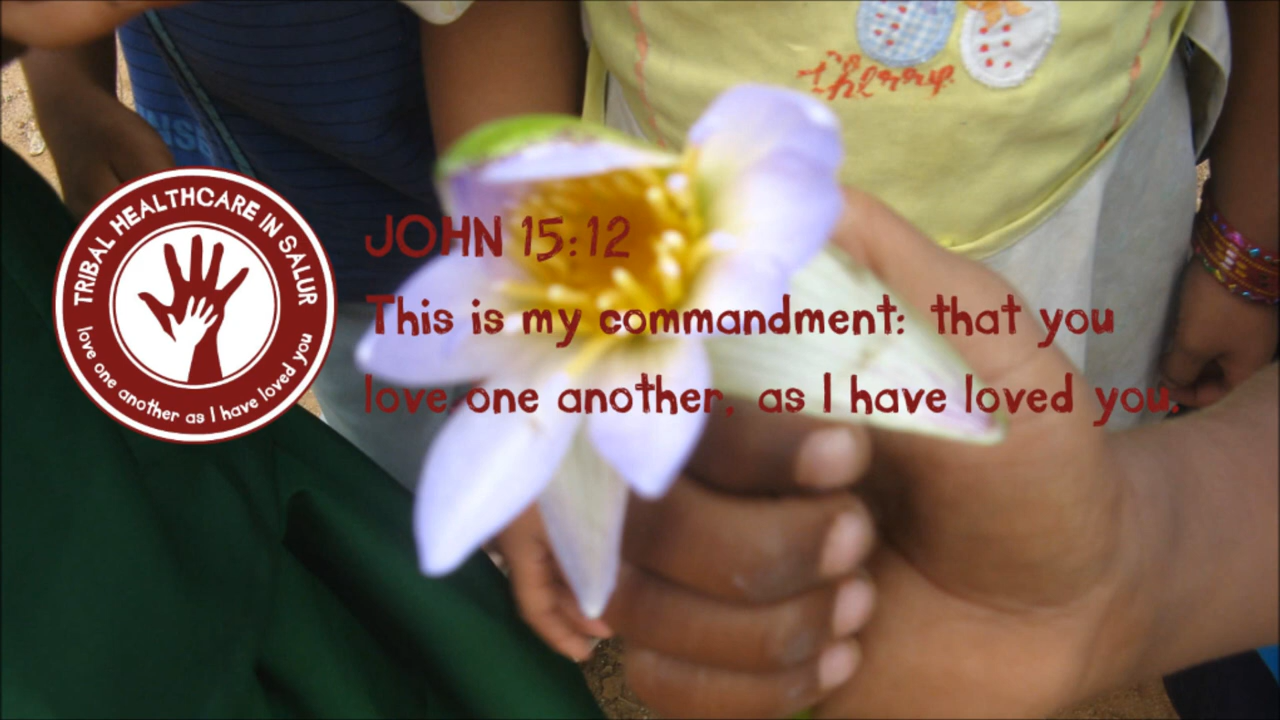 Cherry
TRIBAL HEALTHCARE IN SALUR
love one another as I have loved you
JOHN 15:12
This is my commandment: that you
love one another, as I have loved you.